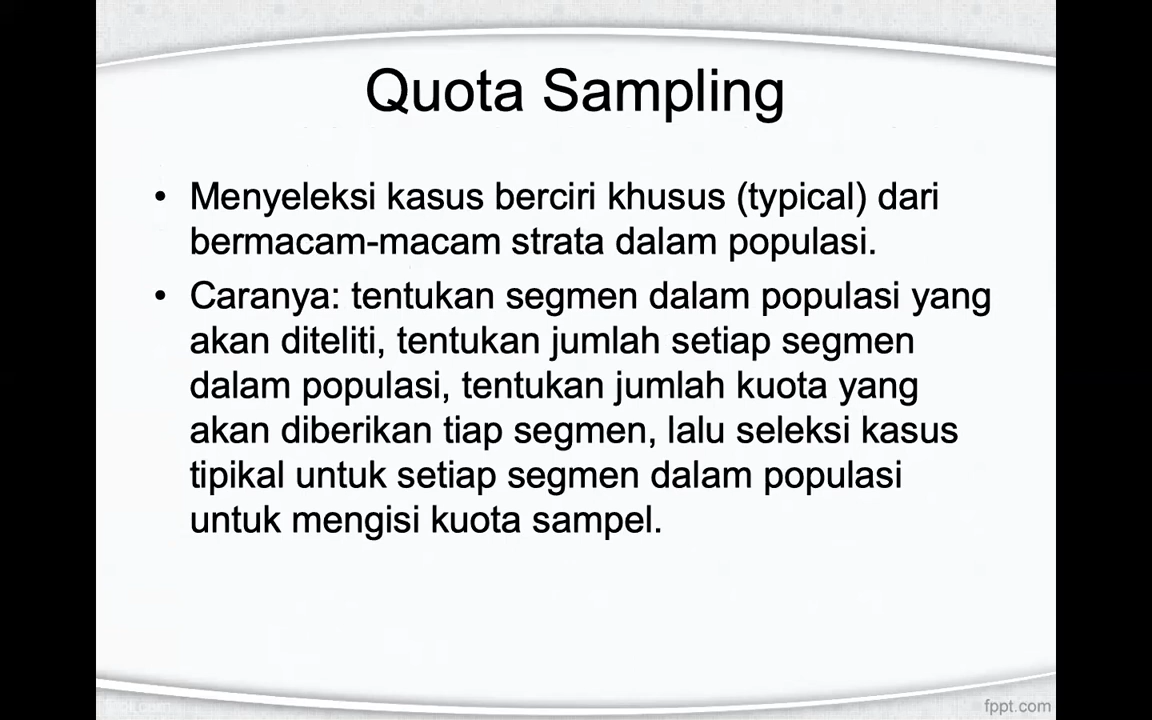 Quota Sampling
• Menyeleksi kasus berciri khusus (typical) dari
bermacam-macam strata dalam populasi.
• Caranya: tentukan segmen dalam populasi yang
akan diteliti, tentukan jumlah setiap segmen
dalam populasi, tentukan jumlah kuota yang
akan diberikan tiap segmen, lalu seleksi kasus
tipikal untuk setiap segmen dalam populasi
untuk mengisi kuota sampel.
fppt.com